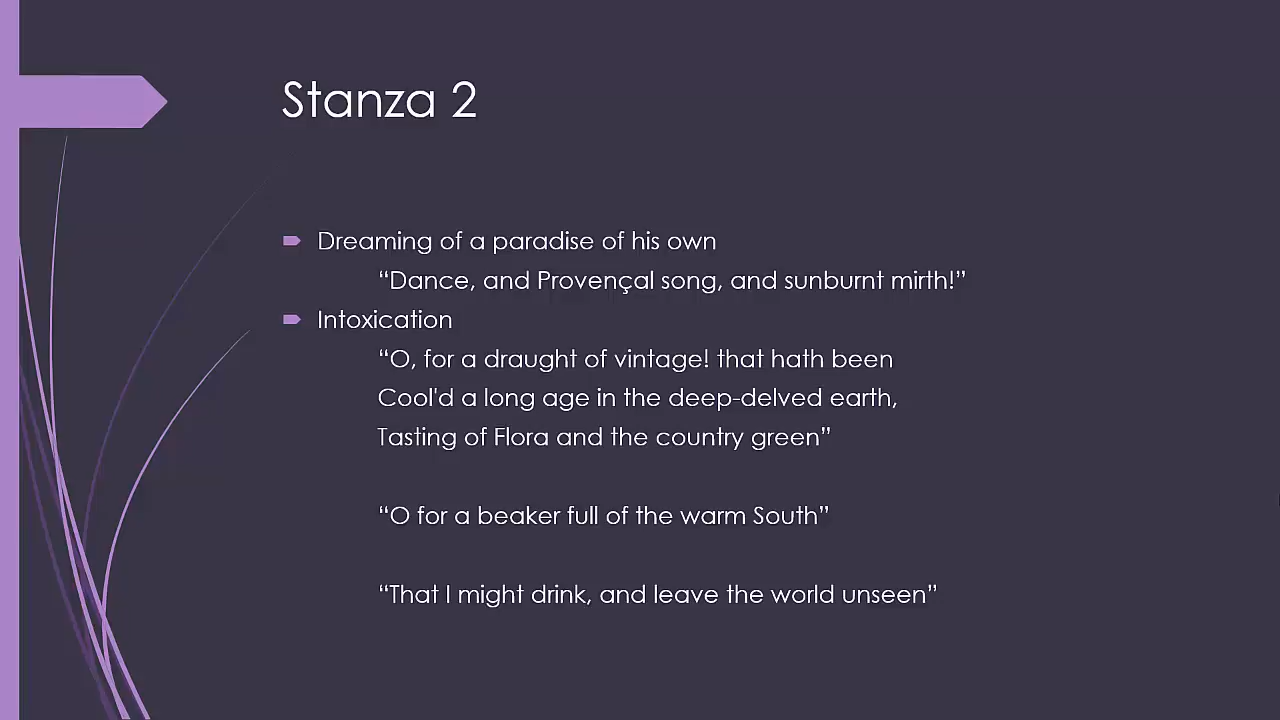 Stanza 2
Dreaming of a paradise of his own
“Dance, and Provençal song, and sunburnt mirth!”
Intoxication
“O, for a draught of vintage! that hath been
Cool'd a long age in the deep-delved earth,
Tasting of Flora and the country green”
“O for a beaker full of the warm South”
“That I might drink, and leave the world unseen”